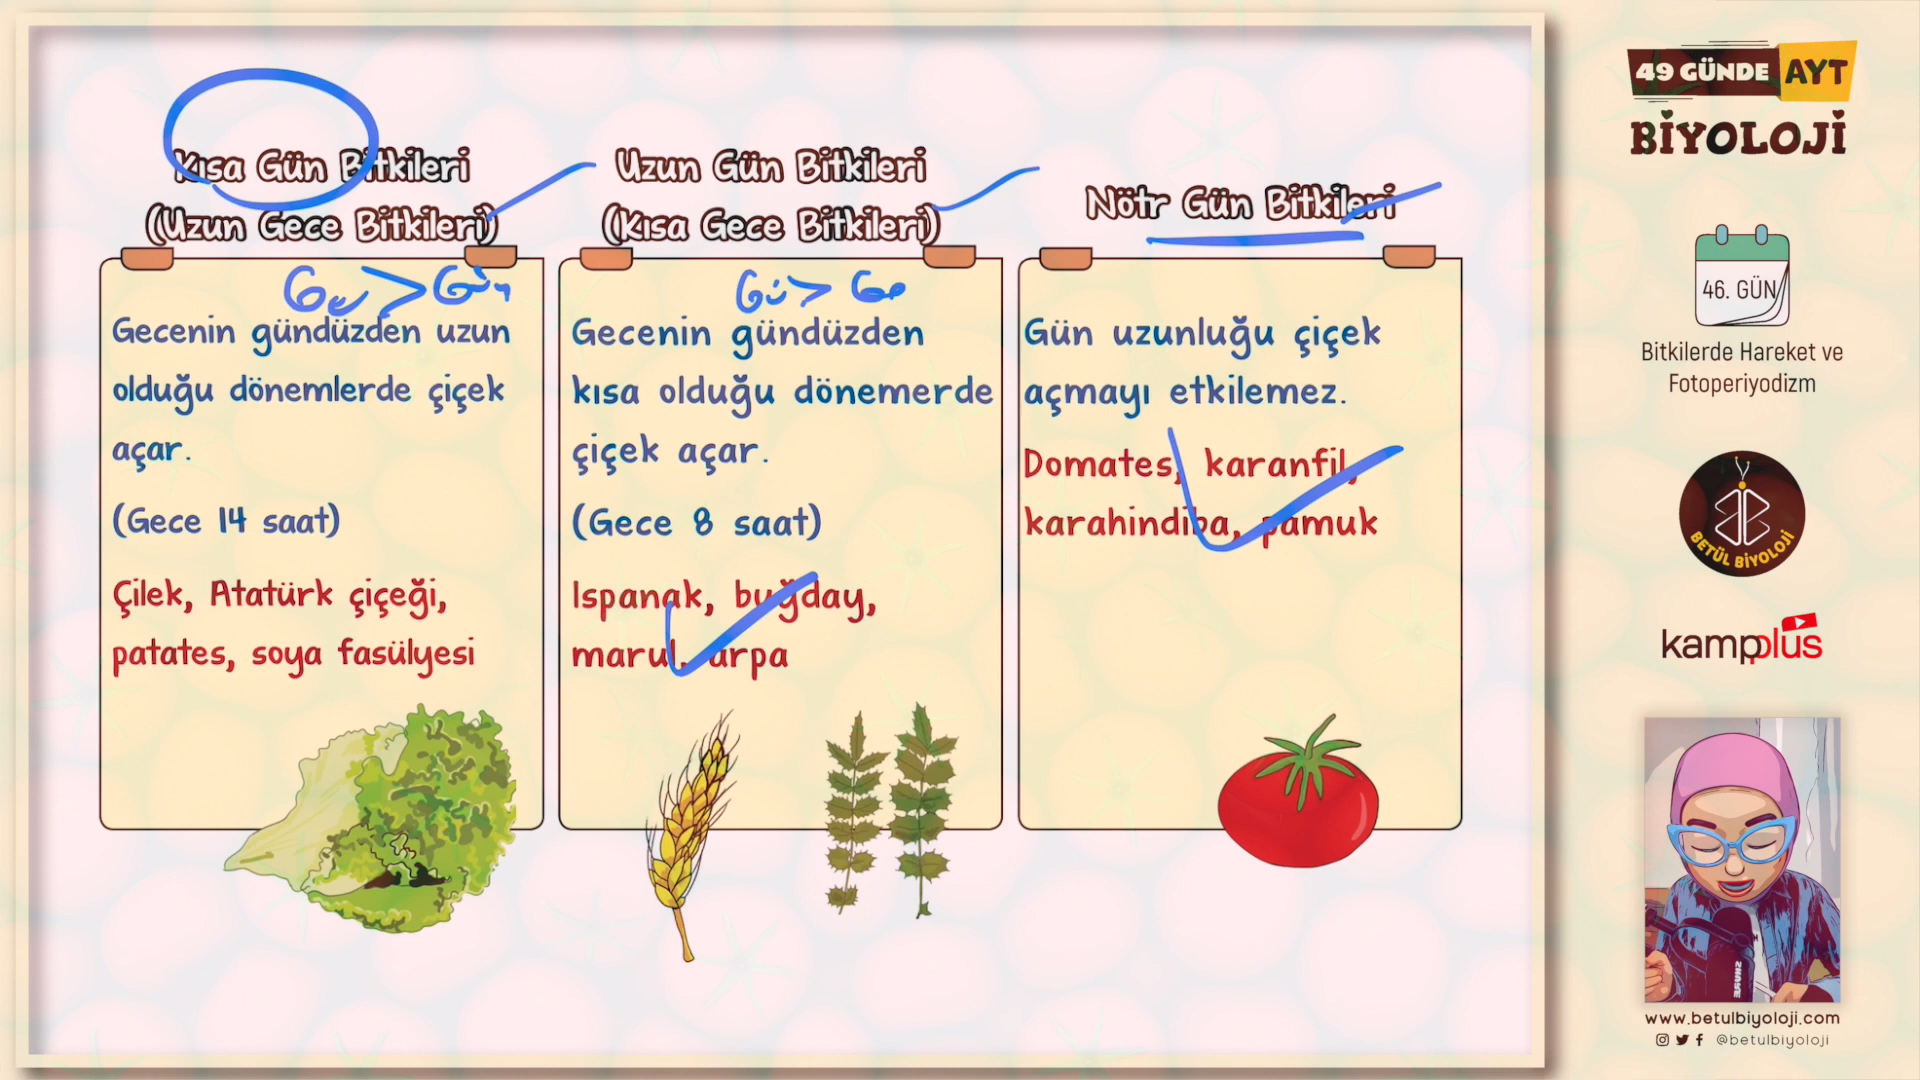 Kısa Gün Bitkileri
(Uzun Gece Bitkileri)
Gecenin gündüzden uzun
olduğu dönemlerde çiçek
açar.
(Gece 14 saat)
Çilek, Atatürk çiçeği,
patates, soya fasülyesi
Uzun Gün Bitkileri
(Kısa Gece Bitkileri)
Gü > Ge
Gecenin gündüzden
kısa olduğu dönemerde
çiçek açar.
(Gece 8 saat)
Ispanak, buğday,
marul, arpa
Nötr Gün Bitkileri
Gün uzunluğu çiçek
açmayı etkilemez.
Domates, karanfil,
karahindiba, pamuk
49 GÜNDE AYT
BİYOLOJİ
46. GÜN
Bitkilerde Hareket ve
Fotoperiyodizm
BETÜL BİYOLOJİ
kampplus
www.betulbiyoloji.com
@betulbiyoloji